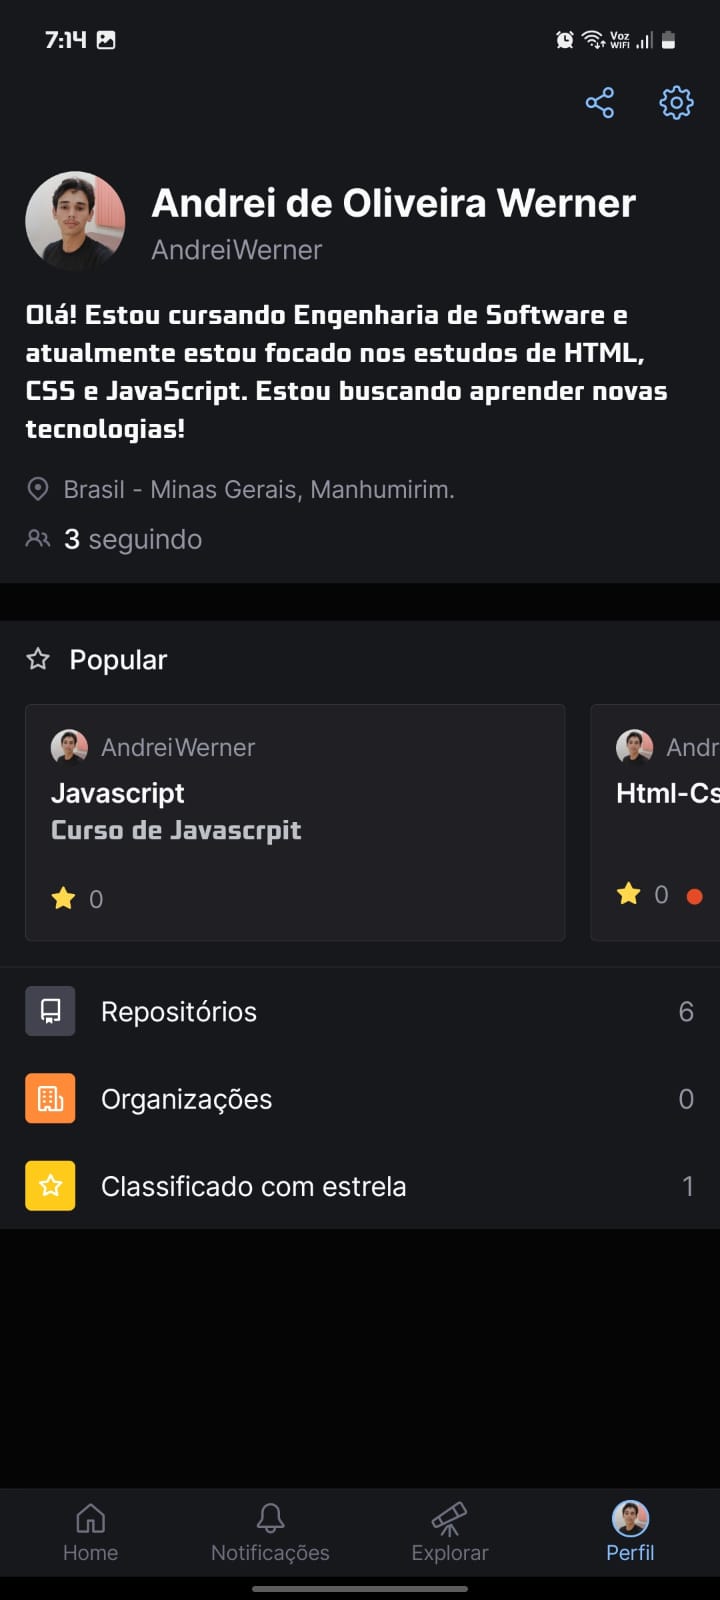 7:14
Voz
WIFI
Andrei de Oliveira Werner
AndreiWerner
Olá! Estou cursando Engenharia de Software e
atualmente estou focado nos estudos de HTML,
CSS e JavaScript. Estou buscando aprender novas
tecnologias!
Brasil - Minas Gerais, Manhumirim.
3 seguindo
Popular
AndreiWerner
Javascript
Curso de Javascrpit
0
Andr
Html-Cs
0
Repositórios 6
Organizações 0
Classificado com estrela 1
Home
Notificações
Explorar
Perfil